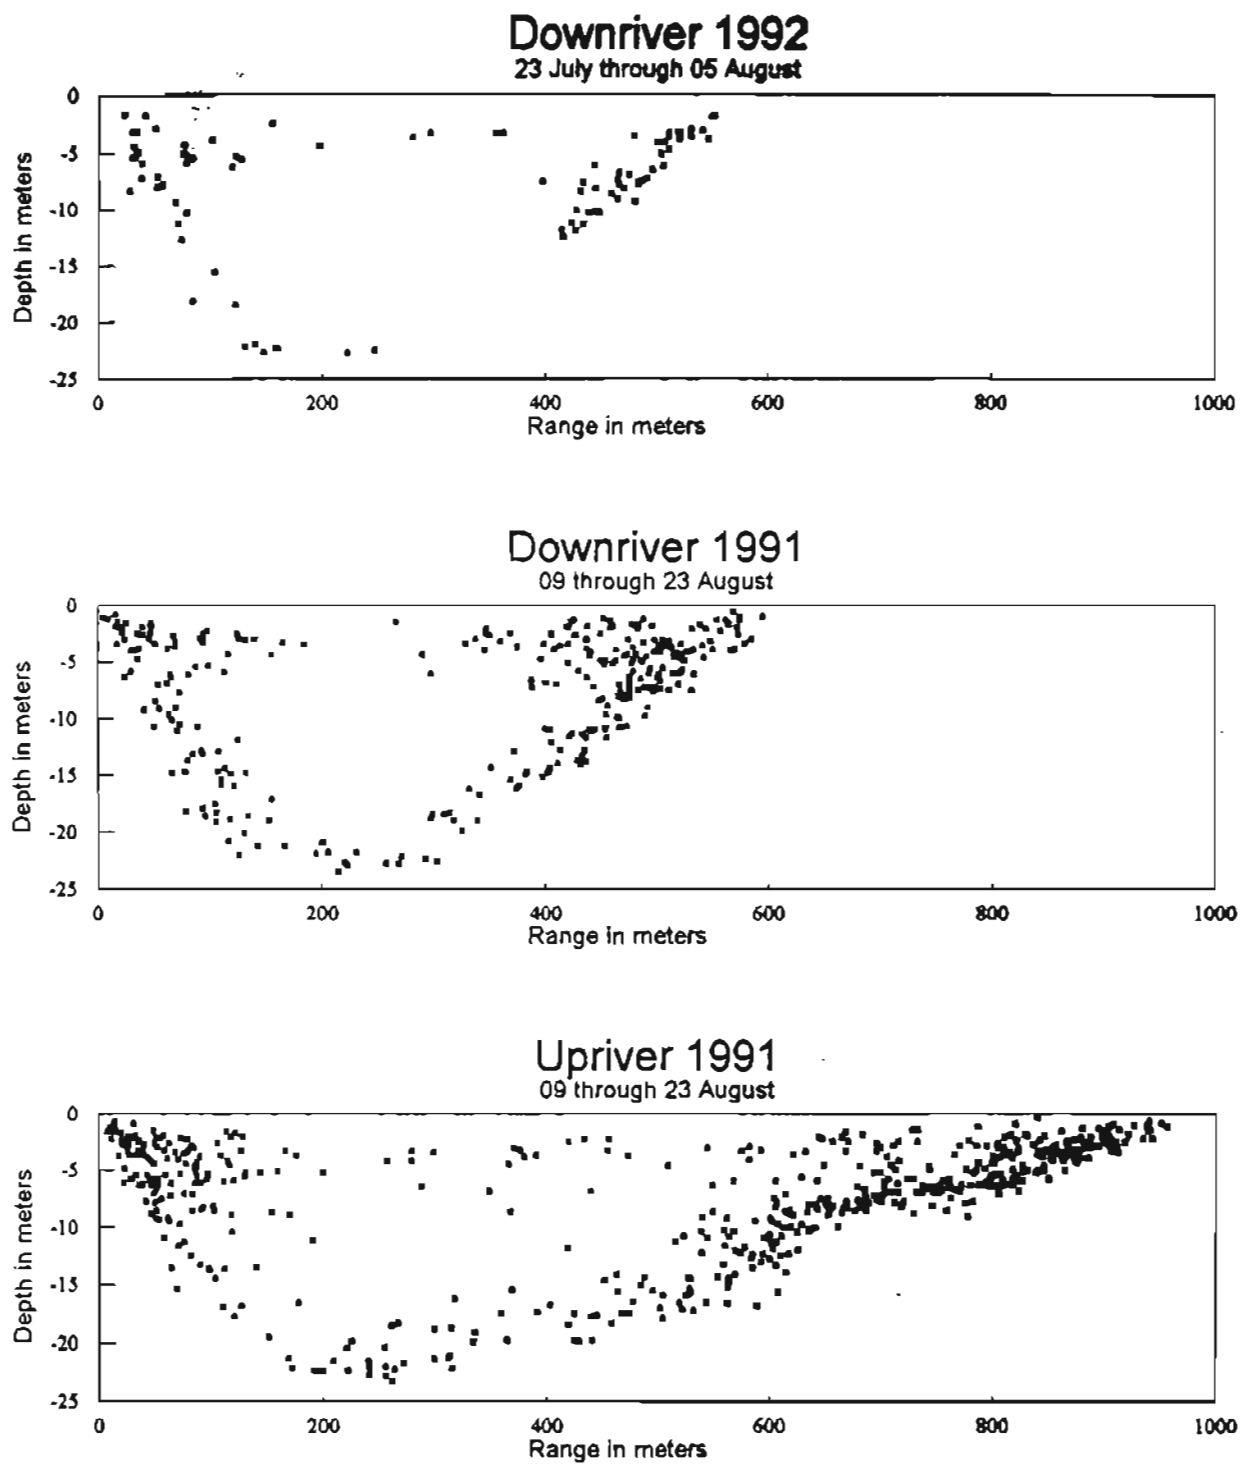 Downriver 1992
23 July through 05 August
0
-5
-10
-15
-20
-25
Depth in meters
0 200 400 600 800 1000
Range in meters
Downriver 1991
09 through 23 August
0
-5
-10
-15
-20
-25
Depth in meters
0 200 400 600 800 1000
Range in meters
Upriver 1991
09 through 23 August
0
-5
-10
-15
-20
-25
Depth in meters
0 200 400 600 800 1000
Range in meters